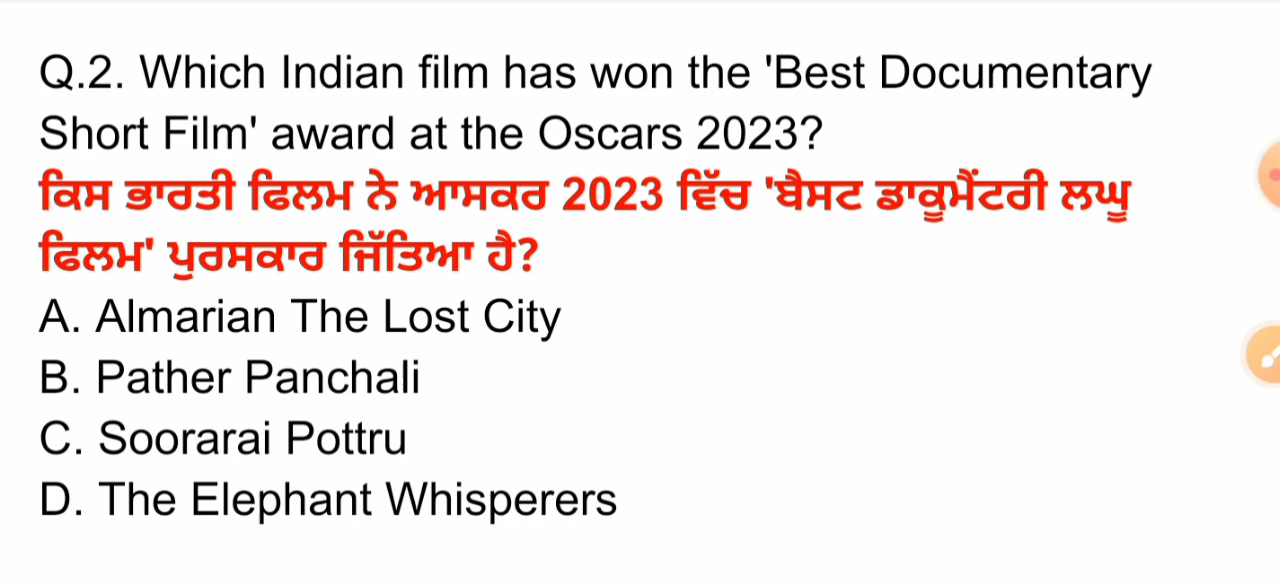 Q.2. Which Indian film has won the 'Best Documentary
Short Film' award at the Oscars 2023?
ਕਿਸ ਭਾਰਤੀ ਫਿਲਮ ਨੇ ਆਸਕਰ 2023 ਵਿੱਚ 'ਬੈਸਟ ਡਾਕੂਮੈਂਟਰੀ ਲਘੂ
ਫਿਲਮ' ਪੁਰਸਕਾਰ ਜਿੱਤਿਆ ਹੈ?
A. Almarian The Lost City
B. Pather Panchali
C. Soorarai Pottru
D. The Elephant Whisperers